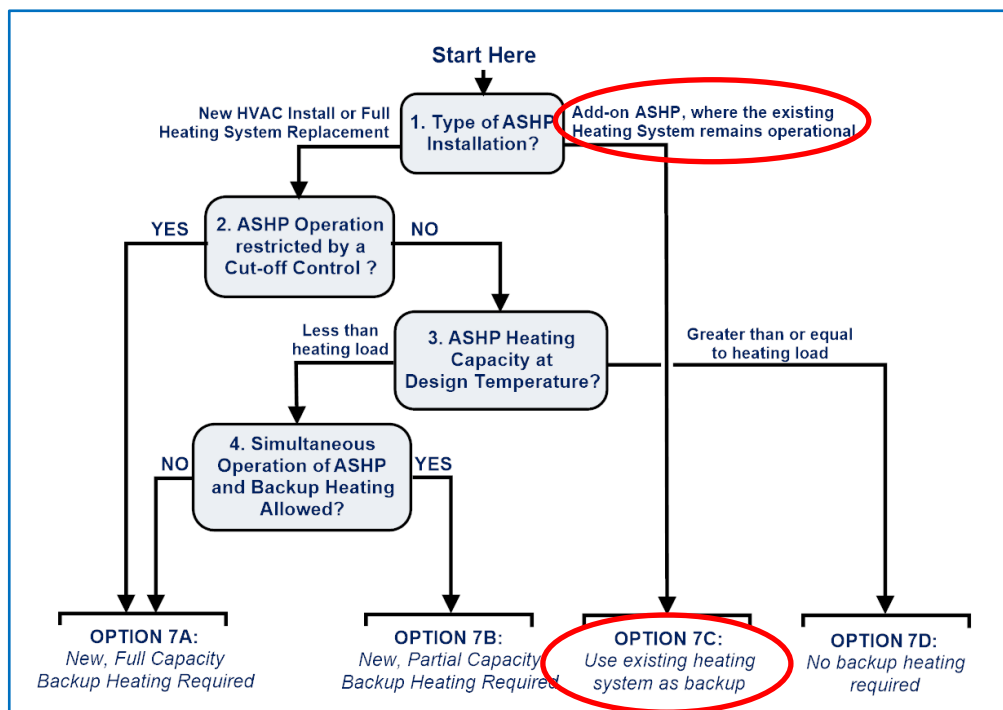 Start Here
New HVAC Install or Full
Heating System Replacement
1. Type of ASHP
Installation?
Add-on ASHP, where the existing
Heating System remains operational
YES
2. ASHP Operation
restricted by a
Cut-off Control ?
NO
Less than
heating load
3. ASHP Heating
Capacity at
Design Temperature?
Greater than or equal
to heating load
NO
4. Simultaneous
Operation of ASHP
and Backup Heating
Allowed?
YES
OPTION 7A:
New, Full Capacity
Backup Heating Required
OPTION 7B:
New, Partial Capacity
Backup Heating Required
OPTION 7C:
Use existing heating
system as backup
OPTION 7D:
No backup heating
required